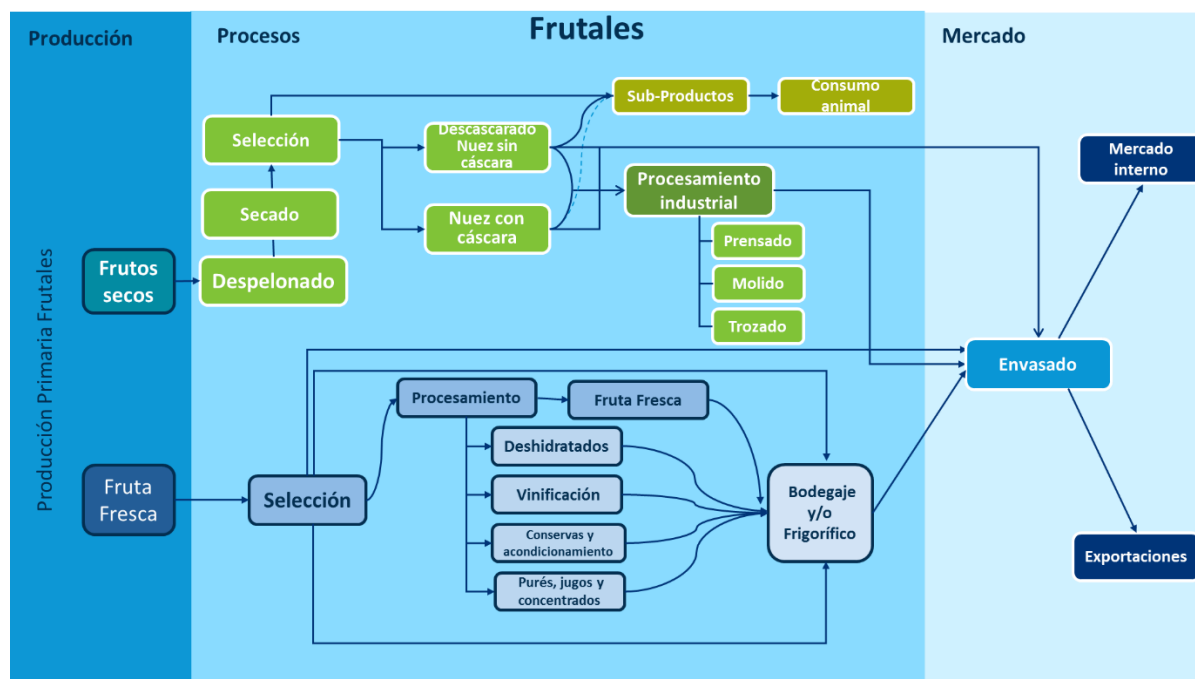 Producción
Procesos
Frutales
Mercado
Producción Primaria Frutales
Frutos
secos
Fruta
Fresca
Selección
Secado
Despelonado
Descascarado
Nuez sin
cáscara
Nuez con
cáscara
Sub-Productos
Consumo
animal
Procesamiento
industrial
Prensado
Molido
Trozado
Selección
Procesamiento
Fruta Fresca
Deshidratados
Vinificación
Conservas y
acondicionamiento
Purés, jugos y
concentrados
Bodegaje
y/o
Frigorífico
Envasado
Mercado
interno
Exportaciones